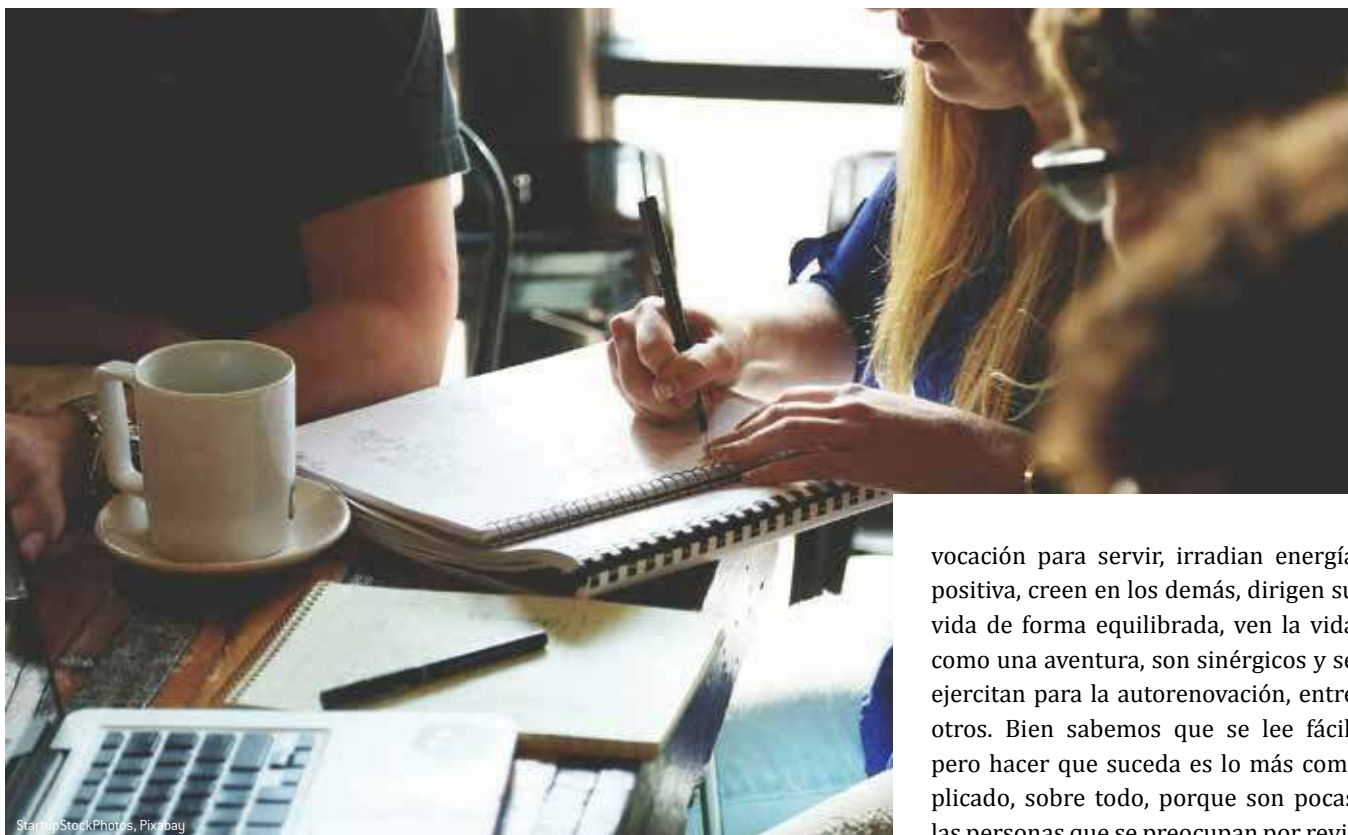 StartupStockPhotos, Pixabay
vocación para servir, irradian energía
positiva, creen en los demás, dirigen su
vida de forma equilibrada, ven la vida
como una aventura, son sinérgicos y se
ejercitan para la autorenovación, entre
otros. Bien sabemos que se lee fácil
pero hacer que suceda es lo más com
plicado, sobre todo, porque son pocas
las personas que se preocupan por revi